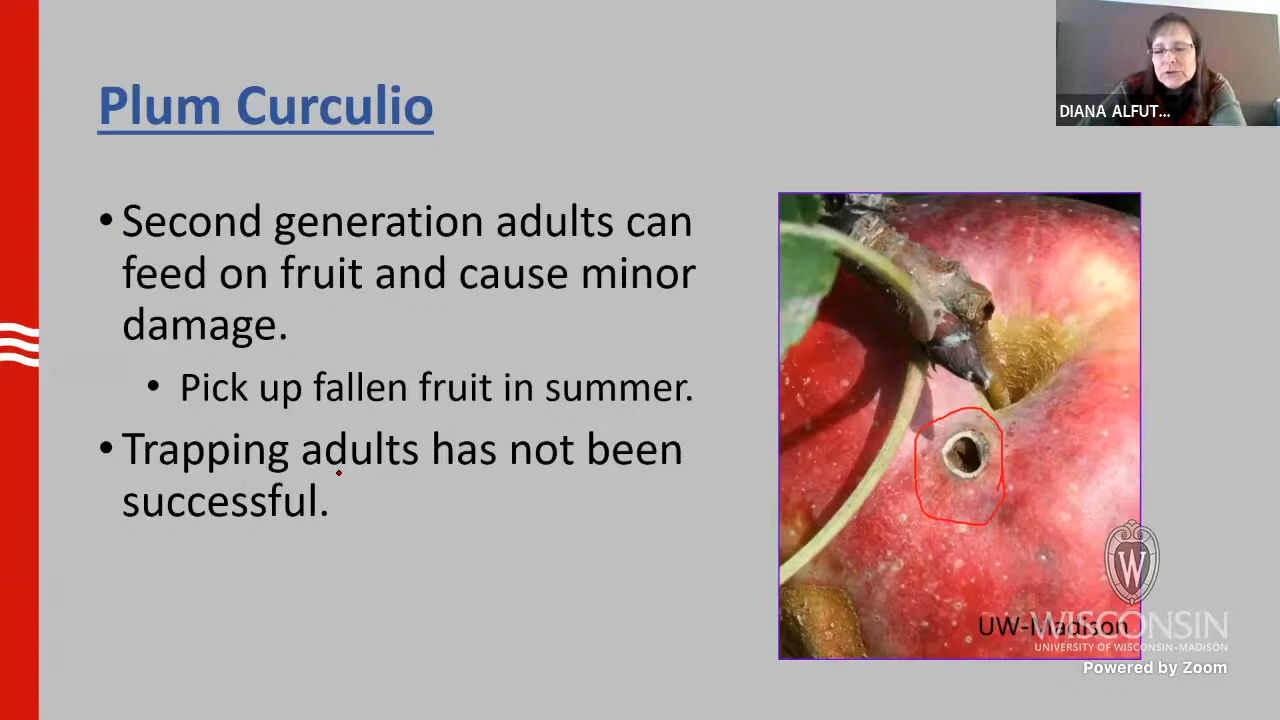 Plum Curculio
DIANA ALFUT...
• Second generation adults can
feed on fruit and cause minor
damage.
• Pick up fallen fruit in summer.
• Trapping adults has not been
successful.
W
UW-Madison
WISCONSIN
UNIVERSITY OF WISCONSIN–MADISON
Powered by Zoom